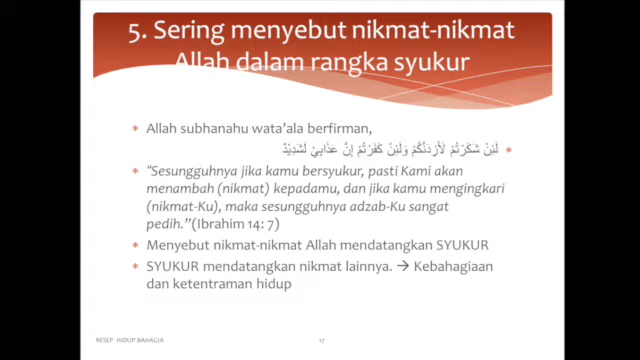 5. Sering menyebut nikmat-nikmat
Allah dalam rangka syukur
* Allah subhanahu wata'ala berfirman,
* لَئِنْ شَكَرْتُمْ لَأَزِدَنَّكُمْ وَلَئِنْ كَفَرْتُمْ إِنَّ عَذَابِيْ لَشَدِيْدٌ
* “Sesungguhnya jika kamu bersyukur, pasti Kami akan
menambah (nikmat) kepadamu, dan jika kamu mengingkari
(nikmat-Ku), maka sesungguhnya adzab-Ku sangat
pedih.”(Ibrahim 14: 7)
* Menyebut nikmat-nikmat Allah mendatangkan SYUKUR
* SYUKUR mendatangkan nikmat lainnya. → Kebahagiaan
dan ketentraman hidup
RESEP HIDUP BAHAGIA
17